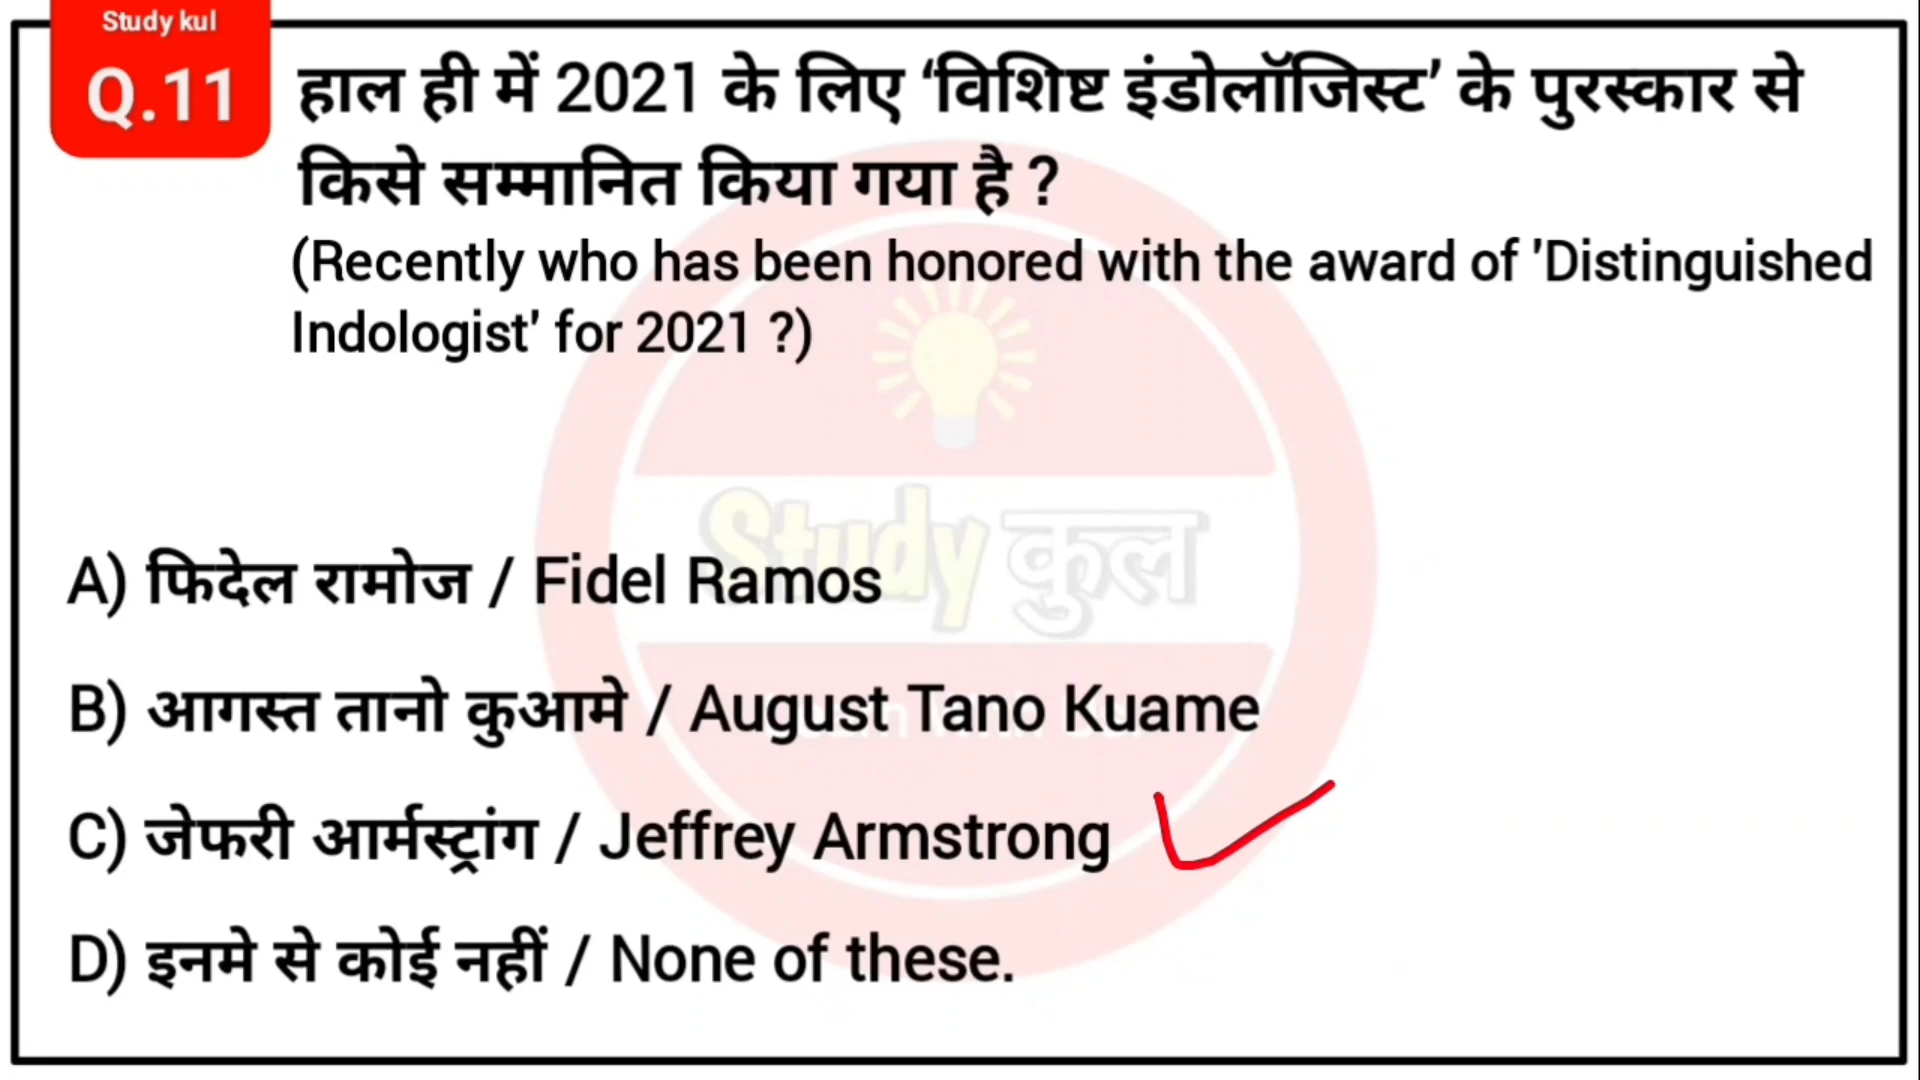 Study kul
Q.11
हाल ही में 2021 के लिए ‘विशिष्ट इंडोलॉजिस्ट’ के पुरस्कार से
किसे सम्मानित किया गया है ?
(Recently who has been honored with the award of 'Distinguished
Indologist' for 2021 ?)
Study कुल
A) फिदेल रामोज / Fidel Ramos
B) आगस्त तानो कुआमे / August Tano Kuame
C) जेफरी आर्मस्ट्रांग / Jeffrey Armstrong
D) इनमे से कोई नहीं / None of these.